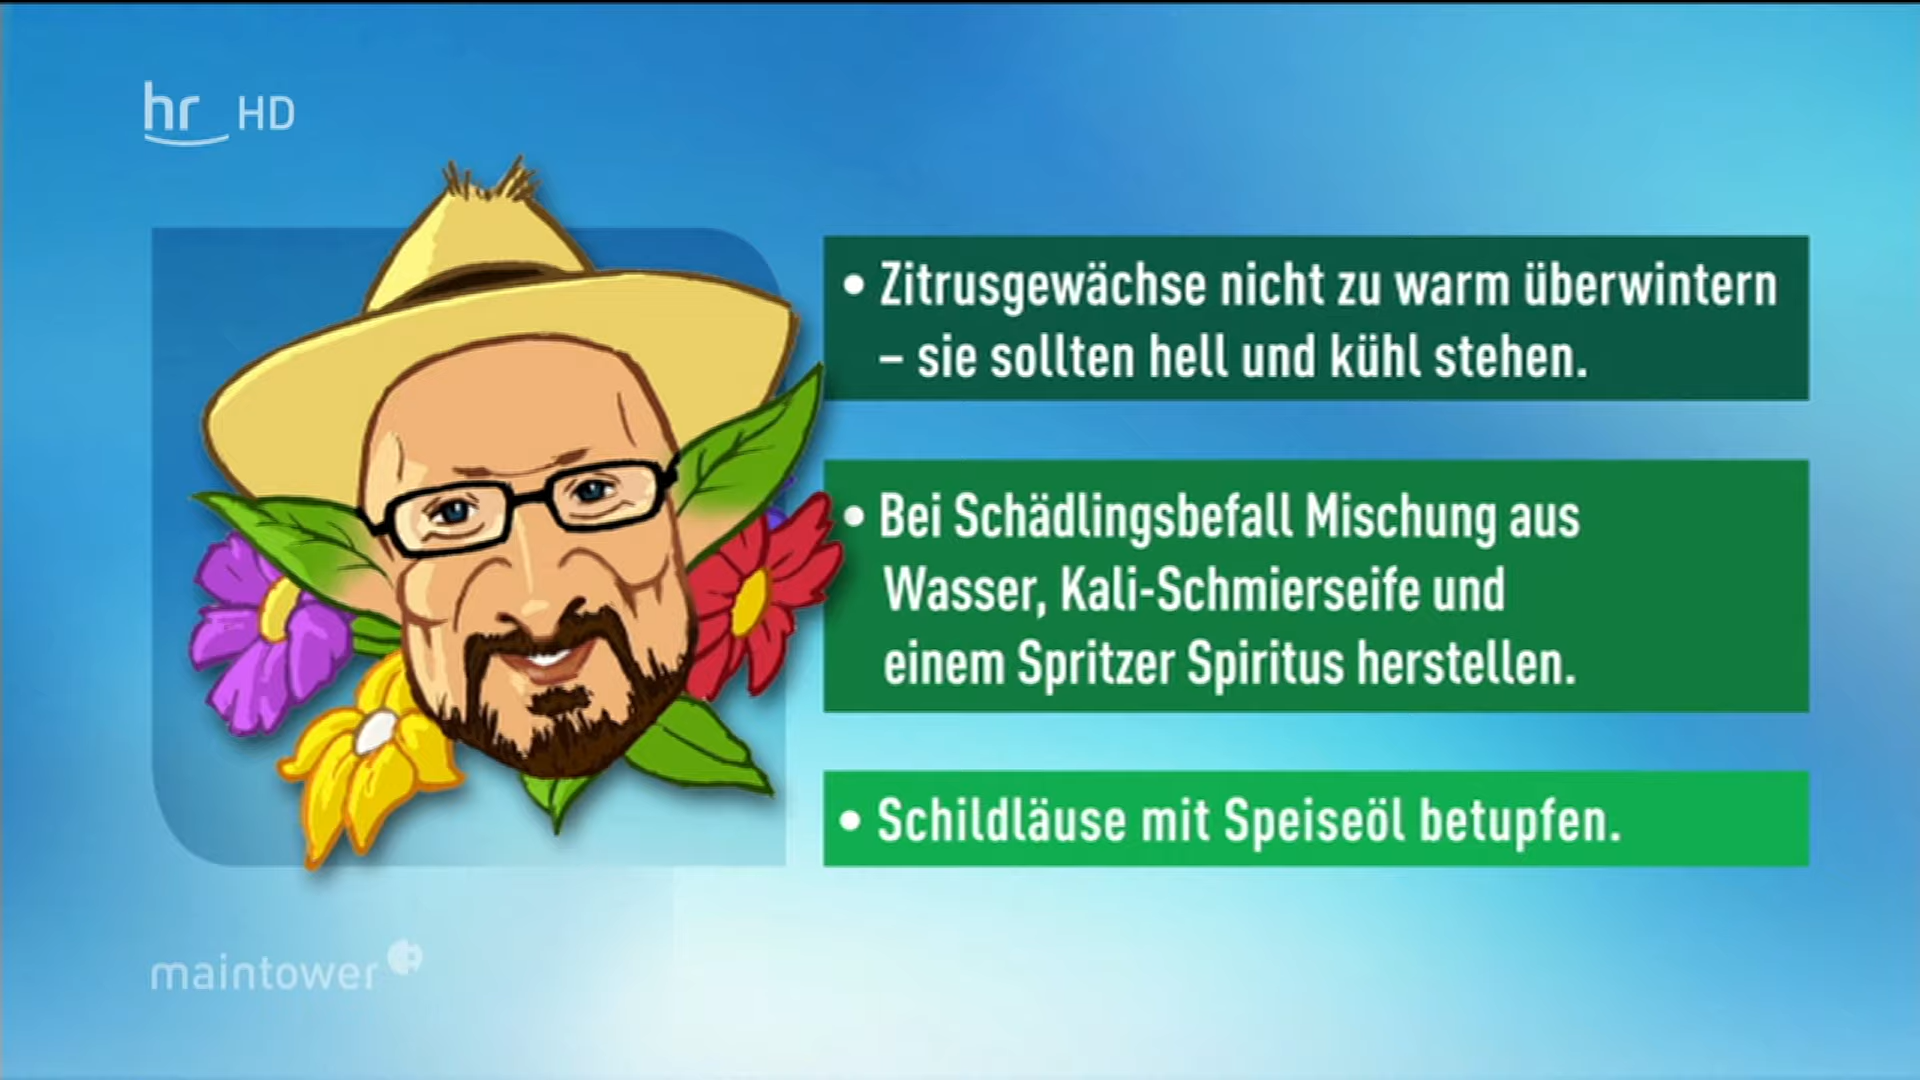 hr HD
• Zitrusgewächse nicht zu warm überwintern
– sie sollten hell und kühl stehen.
• Bei Schädlingsbefall Mischung aus
Wasser, Kali-Schmierseife und
einem Spritzer Spiritus herstellen.
• Schildläuse mit Speiseöl betupfen.
maintower